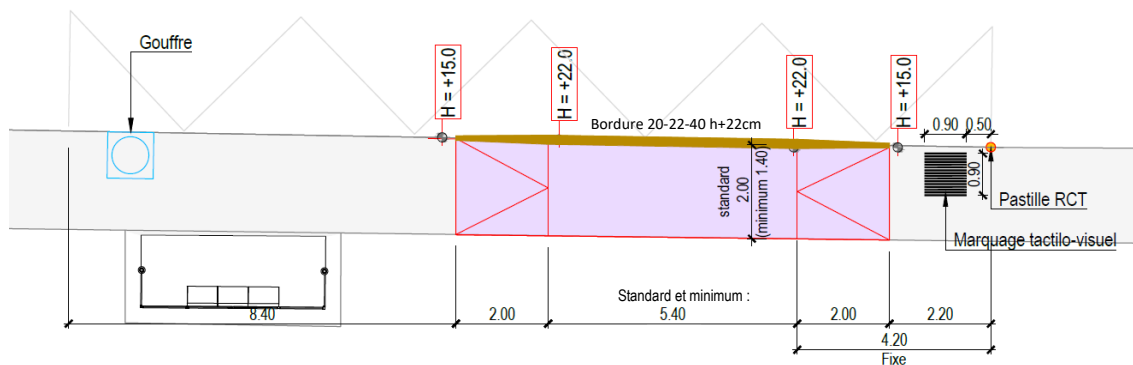 Gouffre
H = +15.0
H = +22.0
Bordure 20-22-40 h+22cm
H = +22.0
H = +15.0
0.90 0.50
0.90
standard
2.00
(minimum 1.40)
Pastille RCT
Marquage tactilo-visuel
Standard et minimum :
8.40
2.00
5.40
2.00
2.20
4.20
Fixe